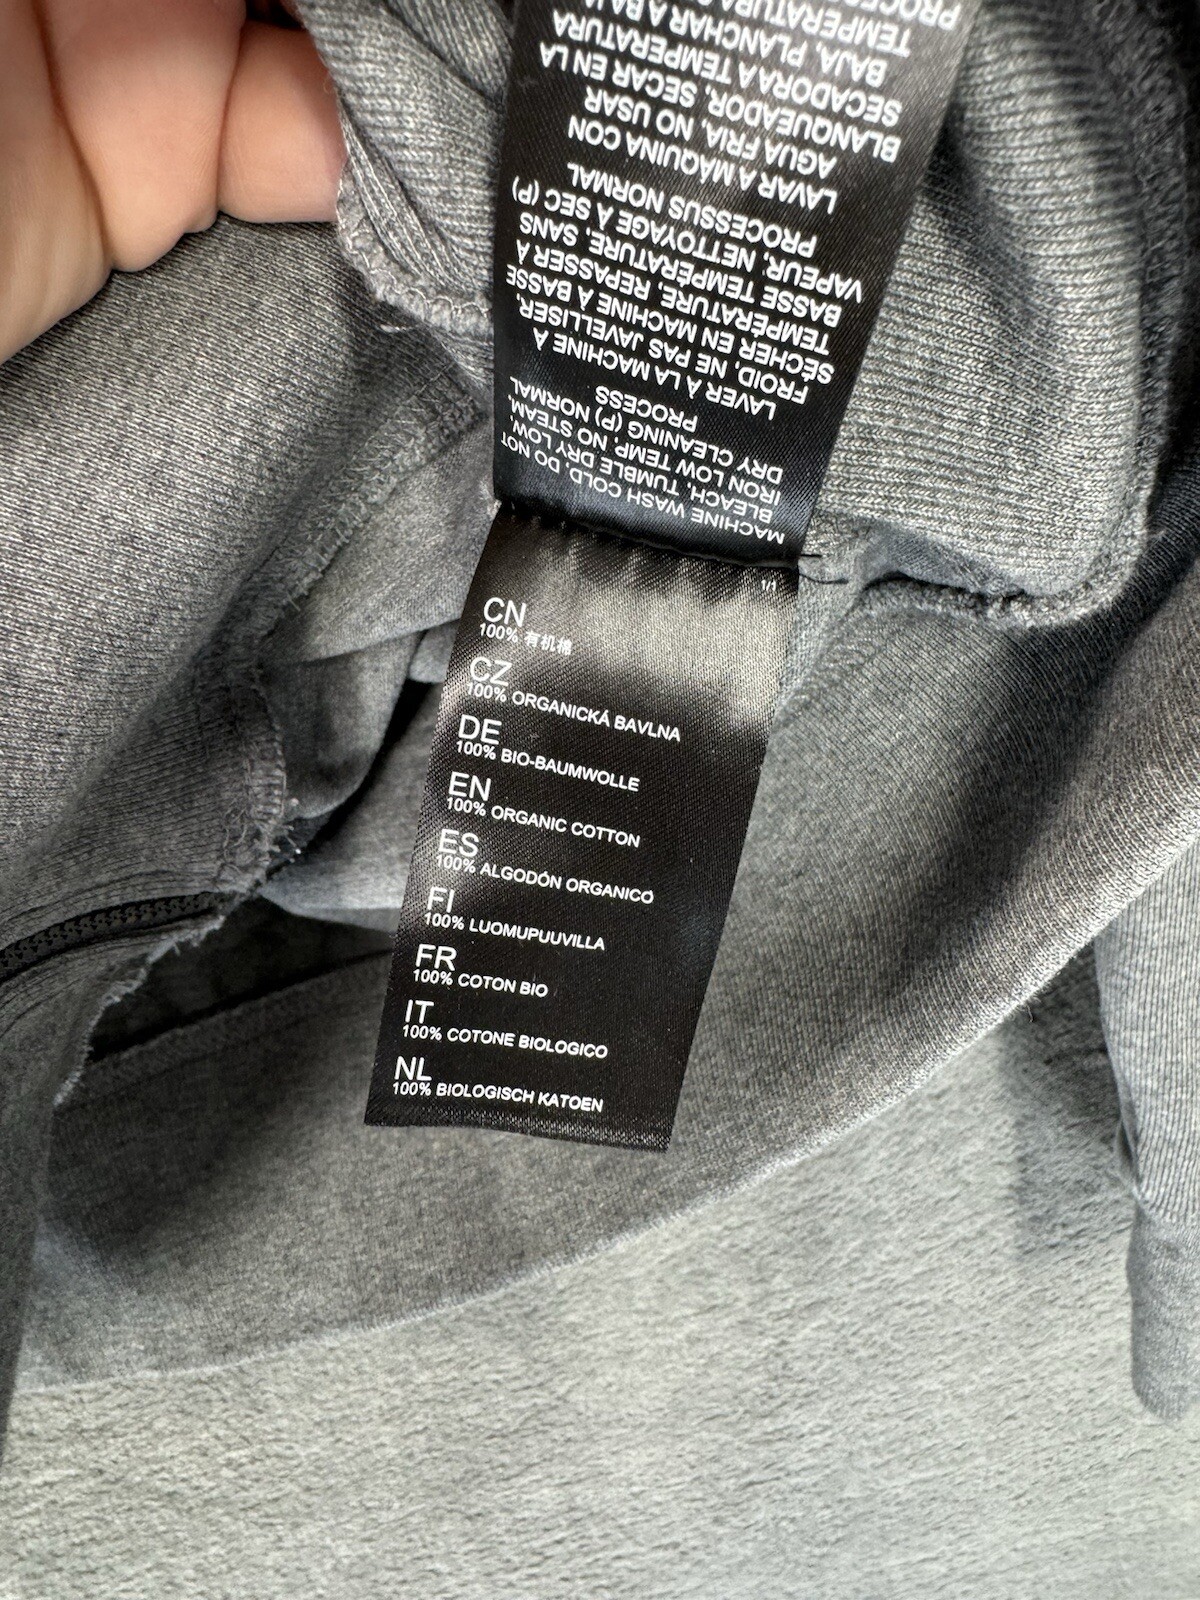 MACHINE WASH COLD, DO NOT
BLEACH, TUMBLE DRY LOW,
IRON LOW TEMP, NO STEAM,
DRY CLEANING (P) NORMAL
PROCESS
LAVER À LA MACHINE À
FROID, NE PAS JAVELLISER,
SÉCHER EN MACHINE À BASSE
TEMPÉRATURE, REPASSER À
BASSE TEMPÉRATURE, SANS
VAPEUR, NETTOYAGE À SEC (P)
PROCESSUS NORMAL
LAVAR A MÁQUINA CON
AGUA FRIA, NO USAR
BLANQUEADOR, SECAR EN LA
SECADORA A TEMPERATURA
BAJA, PLANCHAR A BAJA
TEMPERATURA
1/1
CN
100% 有机棉
CZ
100% ORGANICKÁ BAVLNA
DE
100% BIO-BAUMWOLLE
EN
100% ORGANIC COTTON
ES
100% ALGODÓN ORGANICO
FI
100% LUOMUPUUVILLA
FR
100% COTON BIO
IT
100% COTONE BIOLOGICO
NL
100% BIOLOGISCH KATOEN